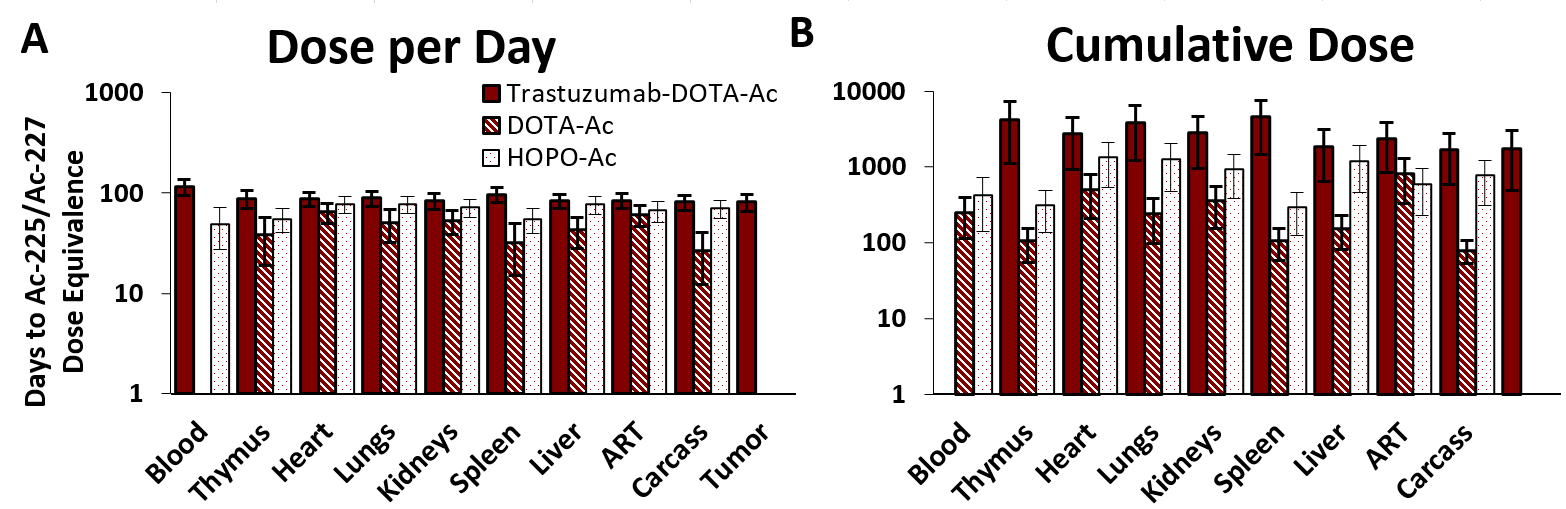 A
Dose per Day
Days to Ac-225/Ac-227
Dose Equivalence
1000
100
10
1
Trastuzumab-DOTA-Ac
DOTA-Ac
HOPO-Ac
Blood
Thymus
Heart
Lungs
Kidneys
Spleen
Liver
ART
Carcass
Tumor
B
Cumulative Dose
10000
1000
100
10
1
Blood
Thymus
Heart
Lungs
Kidneys
Spleen
Liver
ART
Carcass